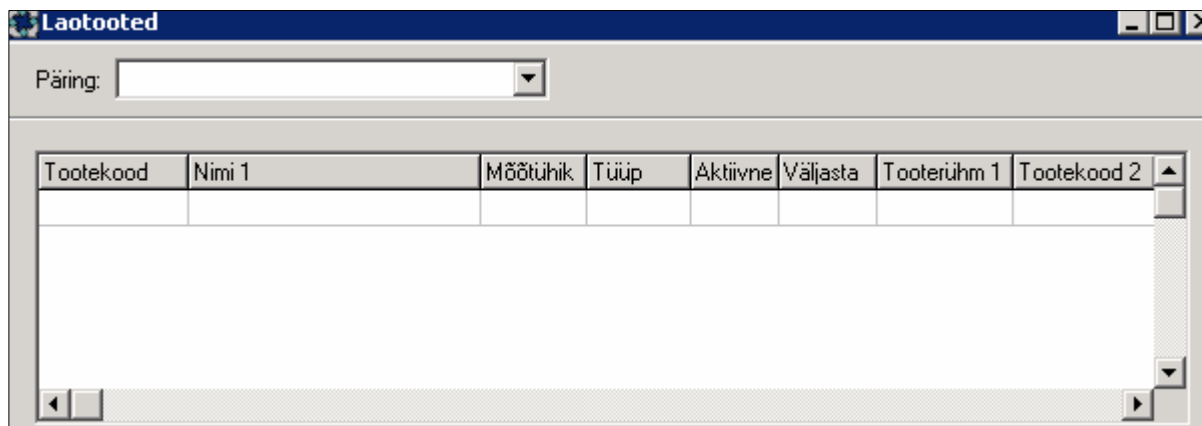 Laotooted
Päring:
Tootekood Nimi 1 Mõõtühik Tüüp Aktiivne Väljasta Tooterühm 1 Tootekood 2